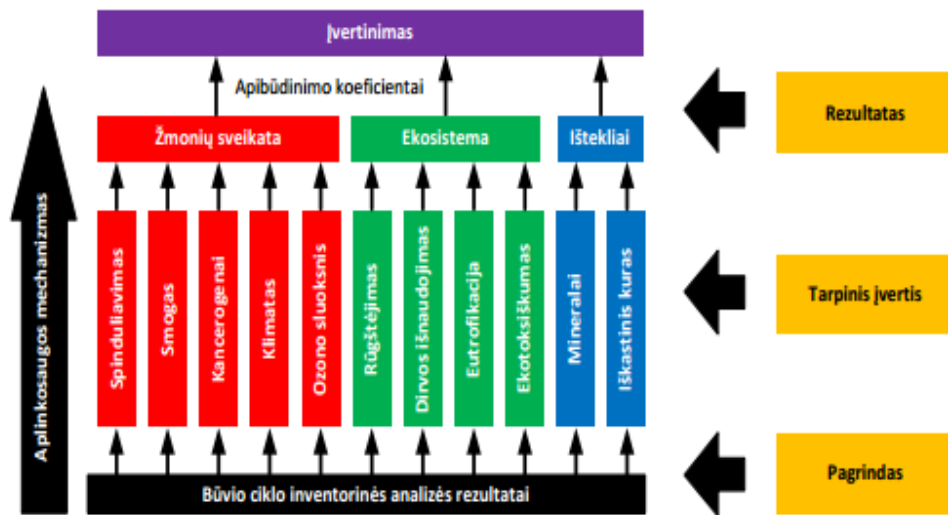 Įvertinimas
Apibūdinimo koeficientai
Rezultatas
Žmonių sveikata
Ekosistema
Ištekliai
Aplinkosaugos mechanizmas
Spinduliavimas
Smogas
Kancerogenai
Klimatas
Ozono sluoksnis
Rūgštėjimas
Dirvos išnaudojimas
Eutrofikacija
Ekotoksiškumas
Mineralai
Iškastinis kuras
Tarpinis įvertis
Būvio ciklo inventorinės analizės rezultatai
Pagrindas